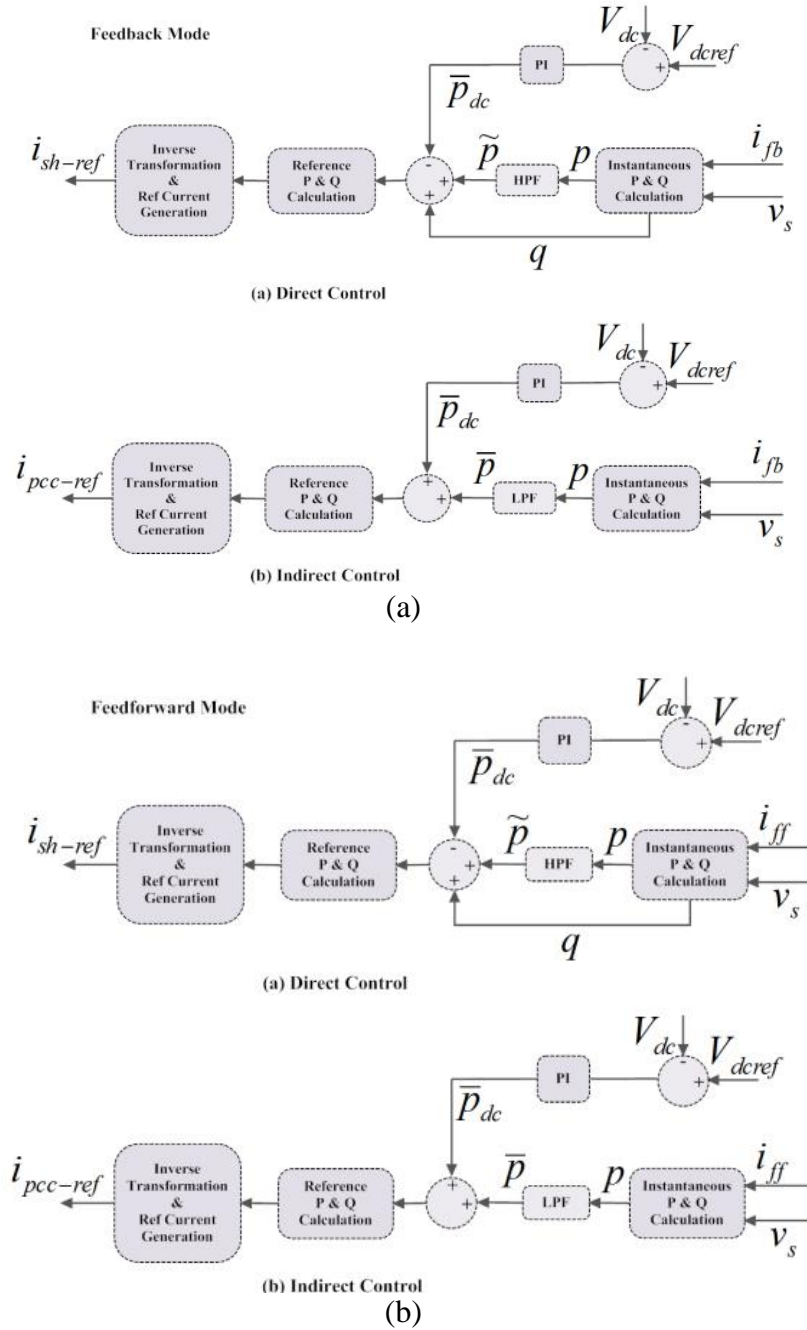 Feedback Mode
V_dc
V_dcref
-
+
PI
p̅_dc
i_sh-ref
Inverse
Transformation
&
Ref Current
Generation
Reference
P & Q
Calculation
-
+
+
p̃
HPF
p
Instantaneous
P & Q
Calculation
i_fb
v_s
q
(a) Direct Control
V_dc
V_dcref
-
+
PI
p̅_dc
i_pcc-ref
Inverse
Transformation
&
Ref Current
Generation
Reference
P & Q
Calculation
+
+
p̅
LPF
p
Instantaneous
P & Q
Calculation
i_fb
v_s
(b) Indirect Control
(a)
Feedforward Mode
V_dc
V_dcref
-
+
PI
p̅_dc
i_sh-ref
Inverse
Transformation
&
Ref Current
Generation
Reference
P & Q
Calculation
-
+
+
p̃
HPF
p
Instantaneous
P & Q
Calculation
i_ff
v_s
q
(a) Direct Control
V_dc
V_dcref
-
+
PI
p̅_dc
i_pcc-ref
Inverse
Transformation
&
Ref Current
Generation
Reference
P & Q
Calculation
+
+
p̅
LPF
p
Instantaneous
P & Q
Calculation
i_ff
v_s
(b) Indirect Control
(b)